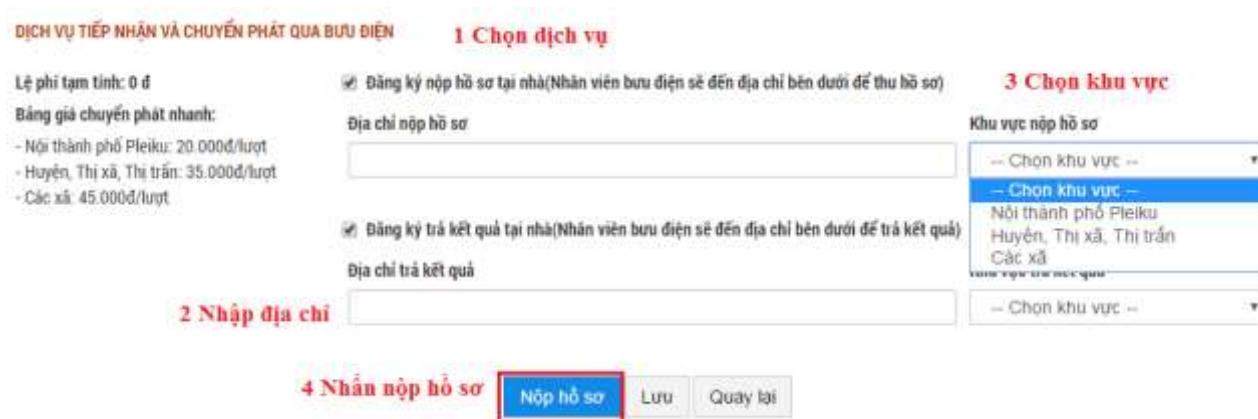 DỊCH VỤ TIẾP NHẬN VÀ CHUYỂN PHÁT QUA BƯU ĐIỆN
1 Chọn dịch vụ
Lệ phí tạm tính: 0 đ
Bảng giá chuyển phát nhanh:
- Nội thành phố Pleiku: 20.000đ/lượt
- Huyện, Thị xã, Thị trấn: 35.000đ/lượt
- Các xã: 45.000đ/lượt
Đăng ký nộp hồ sơ tại nhà(Nhân viên bưu điện sẽ đến địa chỉ bên dưới để thu hồ sơ)
3 Chọn khu vực
Địa chỉ nộp hồ sơ
Khu vực nộp hồ sơ
-- Chọn khu vực --
-- Chọn khu vực --
Nội thành phố Pleiku
Huyện, Thị xã, Thị trấn
Các xã
Đăng ký trả kết quả tại nhà(Nhân viên bưu điện sẽ đến địa chỉ bên dưới để trả kết quả)
Địa chỉ trả kết quả
Khu vực trả kết quả
2 Nhập địa chỉ
-- Chọn khu vực --
4 Nhấn nộp hồ sơ
Nộp hồ sơ
Lưu
Quay lại